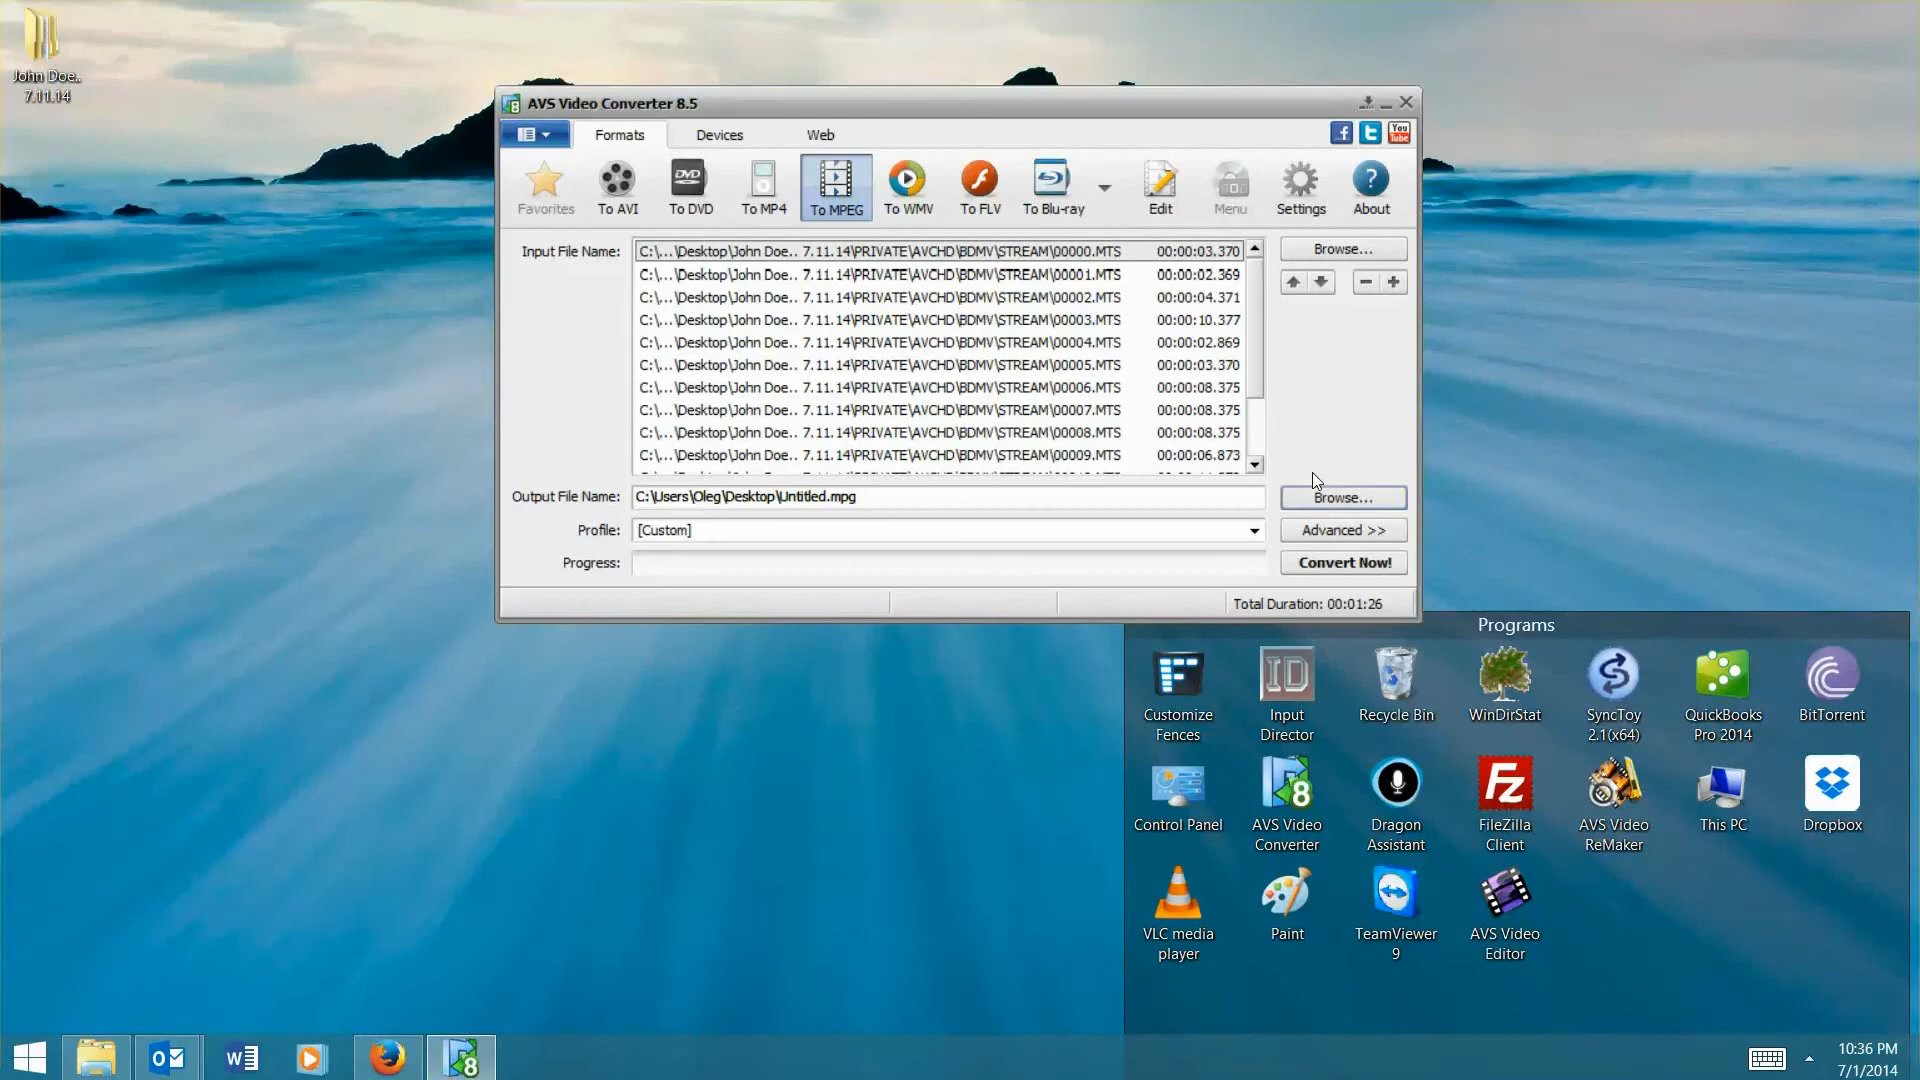 John Doe..
7.11.14
AVS Video Converter 8.5
Formats
Devices
Web
You
Tube
Favorites
To AVI
DVD
To DVD
To MP4
To MPEG
To WMV
To FLV
To Blu-ray
Edit
Menu
Settings
About
Input File Name:
C:\...\Desktop\John Doe.. 7.11.14\PRIVATE\AVCHD\BDMV\STREAM\00000.MTS 00:00:03.370
C:\...\Desktop\John Doe.. 7.11.14\PRIVATE\AVCHD\BDMV\STREAM\00001.MTS 00:00:02.369
C:\...\Desktop\John Doe.. 7.11.14\PRIVATE\AVCHD\BDMV\STREAM\00002.MTS 00:00:04.371
C:\...\Desktop\John Doe.. 7.11.14\PRIVATE\AVCHD\BDMV\STREAM\00003.MTS 00:00:10.377
C:\...\Desktop\John Doe.. 7.11.14\PRIVATE\AVCHD\BDMV\STREAM\00004.MTS 00:00:02.869
C:\...\Desktop\John Doe.. 7.11.14\PRIVATE\AVCHD\BDMV\STREAM\00005.MTS 00:00:03.370
C:\...\Desktop\John Doe.. 7.11.14\PRIVATE\AVCHD\BDMV\STREAM\00006.MTS 00:00:08.375
C:\...\Desktop\John Doe.. 7.11.14\PRIVATE\AVCHD\BDMV\STREAM\00007.MTS 00:00:08.375
C:\...\Desktop\John Doe.. 7.11.14\PRIVATE\AVCHD\BDMV\STREAM\00008.MTS 00:00:08.375
C:\...\Desktop\John Doe.. 7.11.14\PRIVATE\AVCHD\BDMV\STREAM\00009.MTS 00:00:06.873
Browse...
Output File Name: C:\Users\Oleg\Desktop\Untitled.mpg
Browse...
Profile: [Custom]
Advanced >>
Progress:
Convert Now!
Total Duration: 00:01:26
Programs
Customize
Fences
ID
Input
Director
Recycle Bin
WinDirStat
SyncToy
2.1(x64)
QuickBooks
Pro 2014
BitTorrent
Control Panel
8
AVS Video
Converter
Dragon
Assistant
Fz
FileZilla
Client
AVS Video
ReMaker
This PC
Dropbox
VLC media
player
Paint
TeamViewer
9
AVS Video
Editor
10:36 PM
7/1/2014